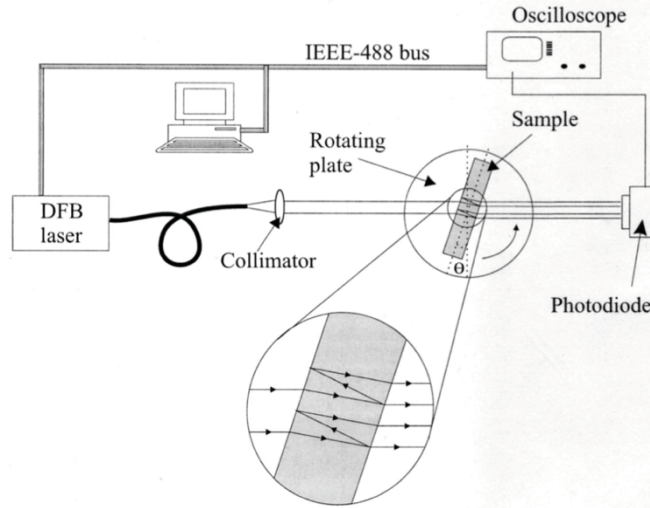 Oscilloscope
IEEE-488 bus
Sample
Rotating
plate
DFB
laser
Collimator
Θ
Photodiode